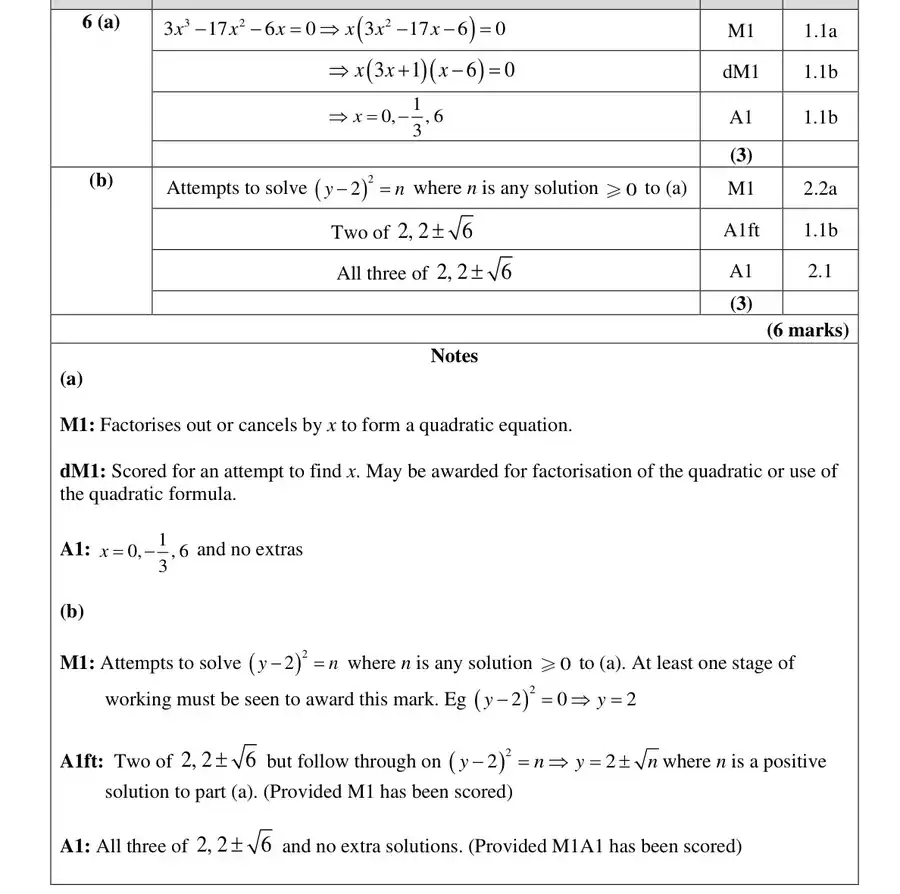 6 (a) 3x³ − 17x² − 6x = 0 ⇒ x(3x² − 17x − 6) = 0 M1 1.1a
⇒ x(3x + 1)(x − 6) = 0 dM1 1.1b
⇒ x = 0, −1/3, 6 A1 1.1b
(3)
(b) Attempts to solve (y − 2)² = n where n is any solution ⩾ 0 to (a) M1 2.2a
Two of 2, 2 ± √6 A1ft 1.1b
All three of 2, 2 ± √6 A1 2.1
(3)
(6 marks)
Notes
(a)
M1: Factorises out or cancels by x to form a quadratic equation.
dM1: Scored for an attempt to find x. May be awarded for factorisation of the quadratic or use of
the quadratic formula.
A1: x = 0, −1/3, 6 and no extras
(b)
M1: Attempts to solve (y − 2)² = n where n is any solution ⩾ 0 to (a). At least one stage of
working must be seen to award this mark. Eg (y − 2)² = 0 ⇒ y = 2
A1ft: Two of 2, 2 ± √6 but follow through on (y − 2)² = n ⇒ y = 2 ± √n where n is a positive
solution to part (a). (Provided M1 has been scored)
A1: All three of 2, 2 ± √6 and no extra solutions. (Provided M1A1 has been scored)